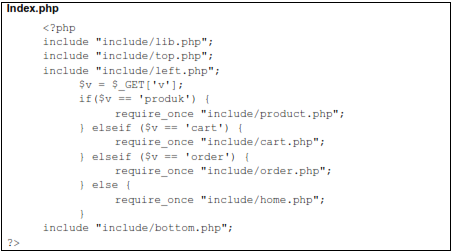 Index.php
<?php
include "include/lib.php";
include "include/top.php";
include "include/left.php";
$v = $_GET['v'];
if($v == 'produk') {
require_once "include/product.php";
} elseif ($v == 'cart') {
require_once "include/cart.php";
} elseif ($v == 'order') {
require_once "include/order.php";
} else {
require_once "include/home.php";
}
include "include/bottom.php";
?>